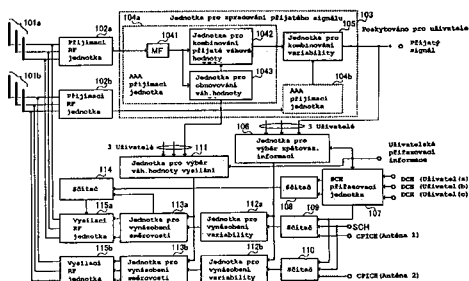 101a
102a
Přijímací RF jednotka
101b
102b
Přijímací RF jednotka
104a
Jednotka pro zpracování přijatého signálu
103
1041
MF
1042
Jednotka pro kombinování přijaté váhové hodnoty
1043
Jednotka pro obnovování váh.hodnoty
AAA přijímací jednotka
105
Jednotka pro kombinování variability
104b
AAA přijímací jednotka
Poskytováno pro uživatele
Přijatý signál
3 Uživatelé
111
Jednotka pro výběr váh.hodnoty vysílání
106
3 Uživatelé
Jednotka pro výběr zpětovaz. informací
Uživatelská přiřazovací informace
114
Sčítač
108
Sčítač
DCH přiřazovací jednotka
107
DCH (Uživatel(a)
DCH (Uživatel(b)
DCH (Uživatel(c)
115a
Vysílací RF jednotka
113a
Jednotka pro vynásobení směrovosti
112a
Jednotka pro vynásobení variability
109
Sčítač
SCH
CPICH(Anténa 1)
115b
Vysílací RF jednotka
113b
Jednotka pro vynásobení směrovosti
112b
Jednotka pro vynásobení variability
110
Sčítač
CPICH(Anténa 2)